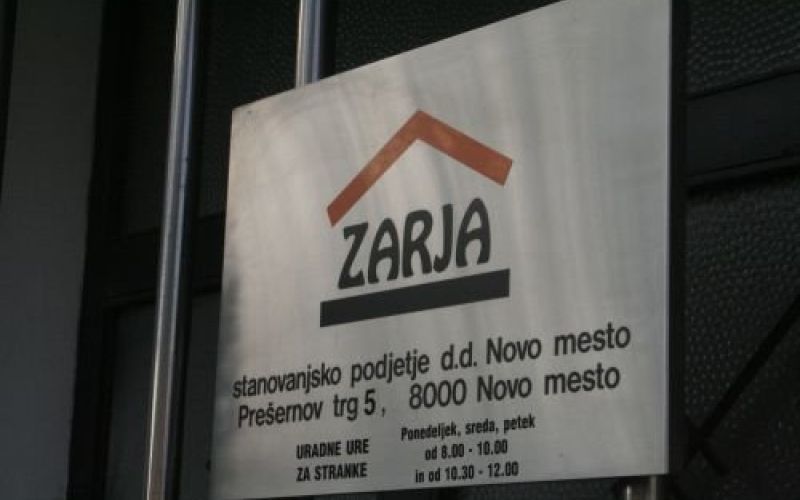 ZARJA
stanovanjsko podjetje d.d. Novo mesto
Prešernov trg 5, 8000 Novo mesto
URADNE URE
ZA STRANKE
Ponedeljek, sreda, petek
od 8.00 - 10.00
in od 10.30 - 12.00